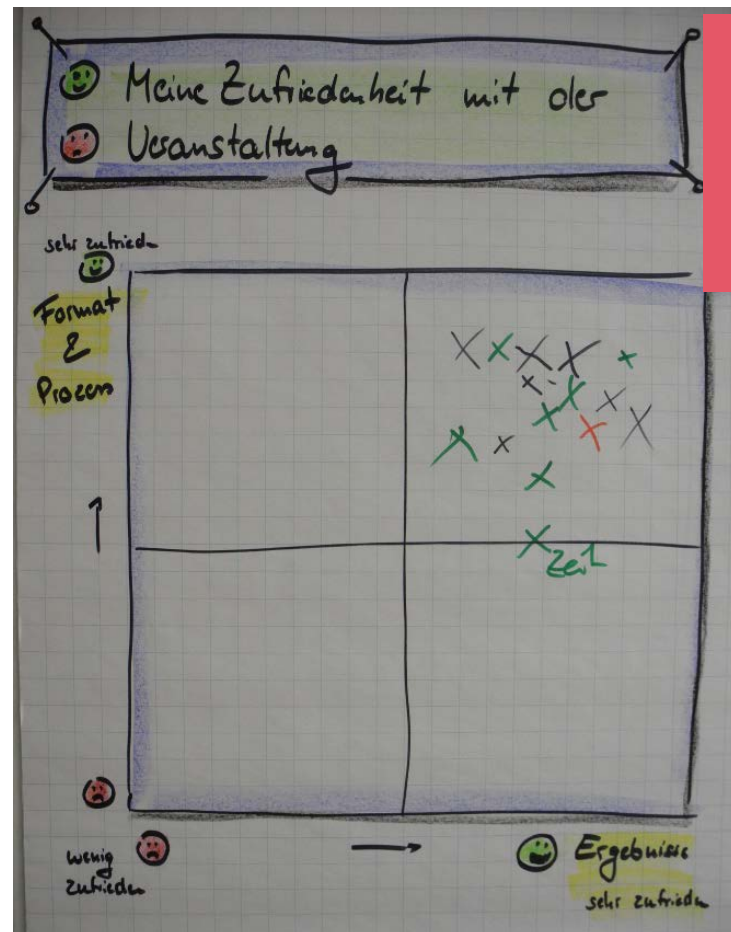 Meine Zufriedenheit mit der
Veranstaltung
sehr zufrieden
Format
&
Prozess
Zeit
wenig
zufrieden
Ergebnisse
sehr zufrieden